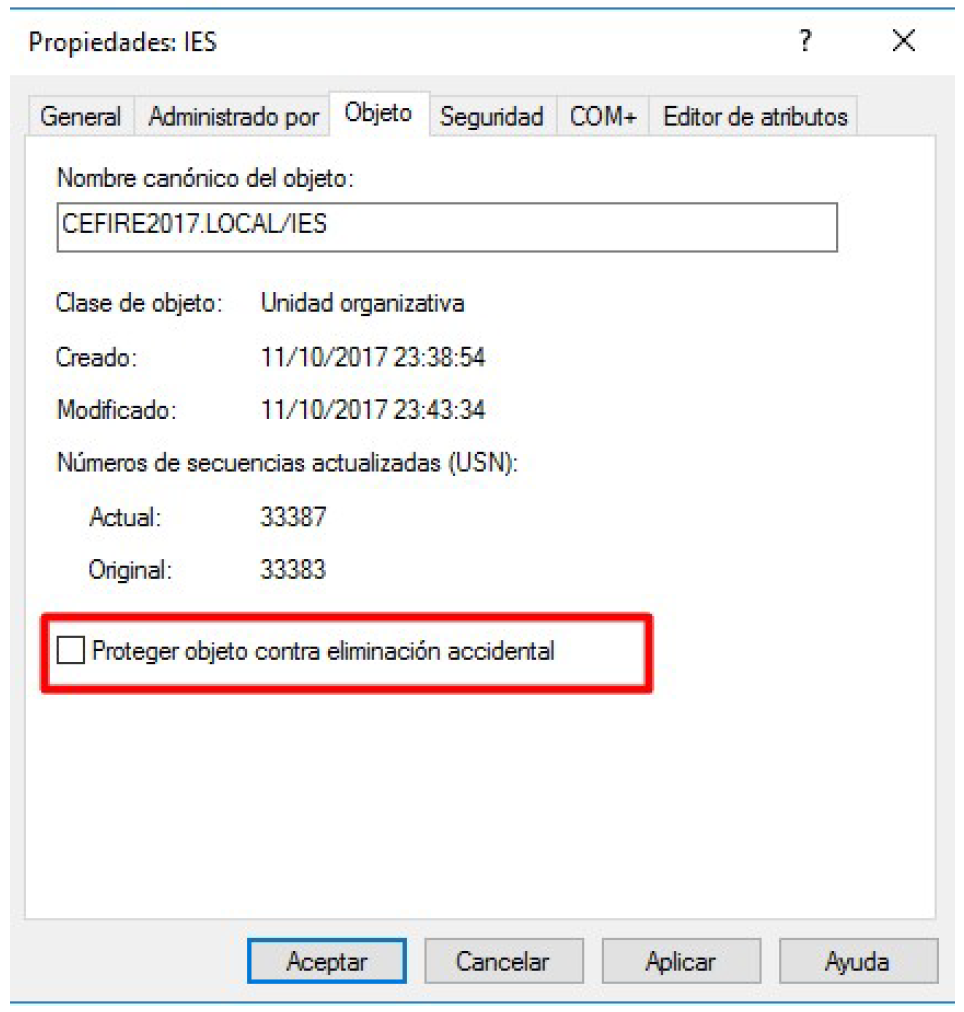 Propiedades: IES ? ×
General Administrado por Objeto Seguridad COM+ Editor de atributos
Nombre canónico del objeto:
CEFIRE2017.LOCAL/IES
Clase de objeto: Unidad organizativa
Creado: 11/10/2017 23:38:54
Modificado: 11/10/2017 23:43:34
Números de secuencias actualizadas (USN):
Actual: 33387
Original: 33383
Proteger objeto contra eliminación accidental
Aceptar Cancelar Aplicar Ayuda